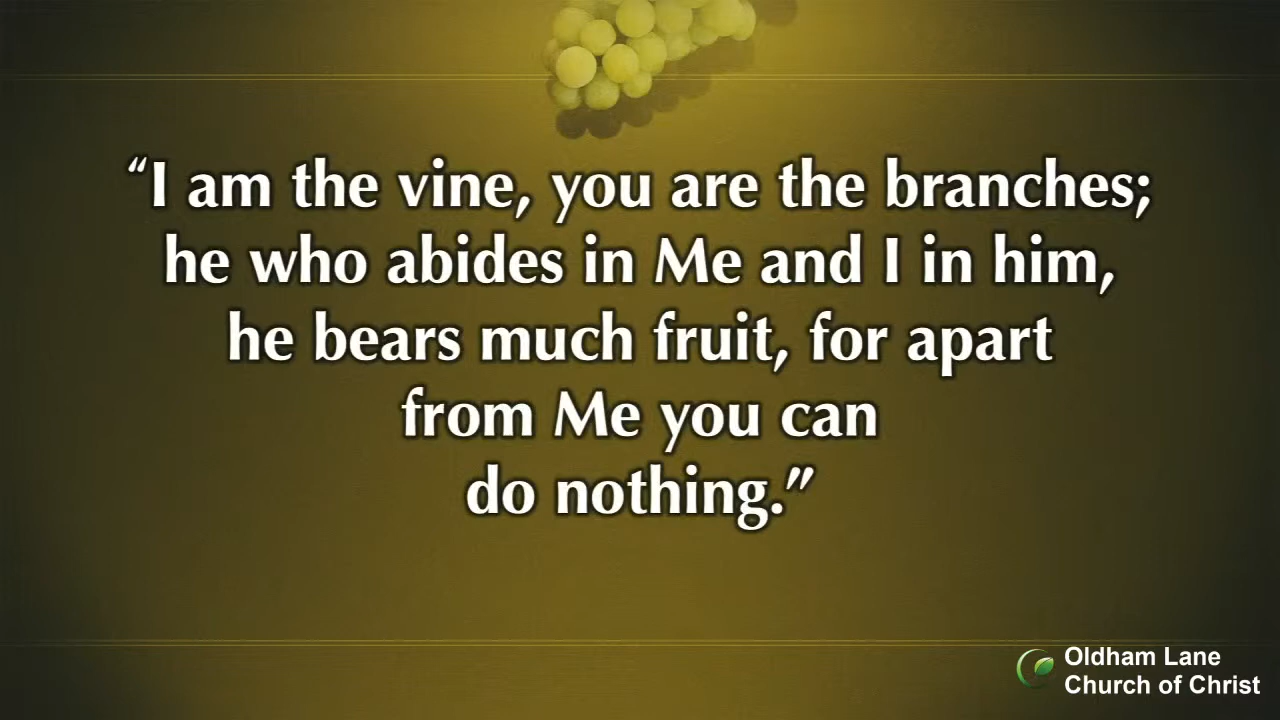 “I am the vine, you are the branches;
he who abides in Me and I in him,
he bears much fruit, for apart
from Me you can
do nothing.”
Oldham Lane
Church of Christ